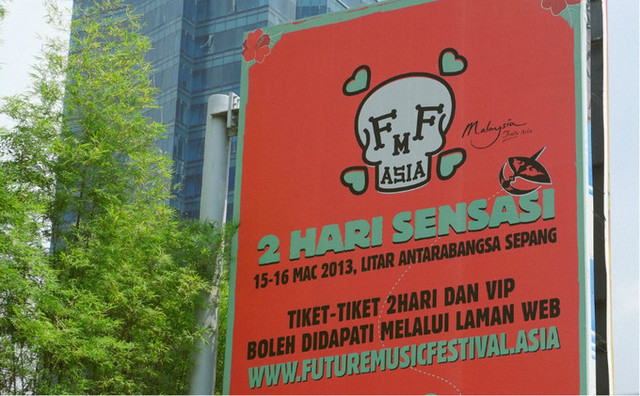 FMF
ASIA
Malaysia
Truly Asia
2 HARI SENSASI
15-16 MAC 2013, LITAR ANTARABANGSA SEPANG
TIKET-TIKET 2HARI DAN VIP
BOLEH DIDAPATI MELALUI LAMAN WEB
WWW.FUTUREMUSICFESTIVAL.ASIA